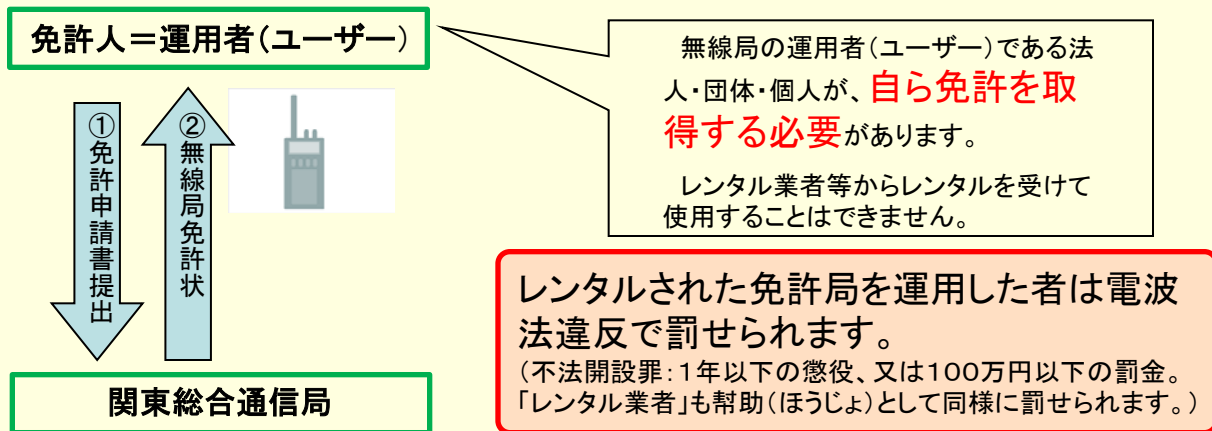 免許人＝運用者（ユーザー）
無線局の運用者（ユーザー）である法
人・団体・個人が、自ら免許を取
得する必要があります。
レンタル業者等からレンタルを受けて
使用することはできません。
①免許申請書提出
②無線局免許状
レンタルされた免許局を運用した者は電波
法違反で罰せられます。
（不法開設罪：１年以下の懲役、又は１００万円以下の罰金。
「レンタル業者」も幇助（ほうじょ）として同様に罰せられます。）
関東総合通信局